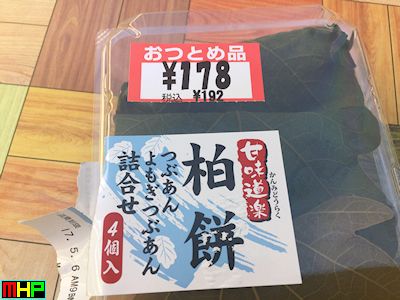 おつとめ品
¥178
税込 ¥192
甘味道楽
かんみどうらく
柏餅
つぶあん
よもぎつぶあん
詰合せ
4個入
17. 5. 6 AM9
MHP